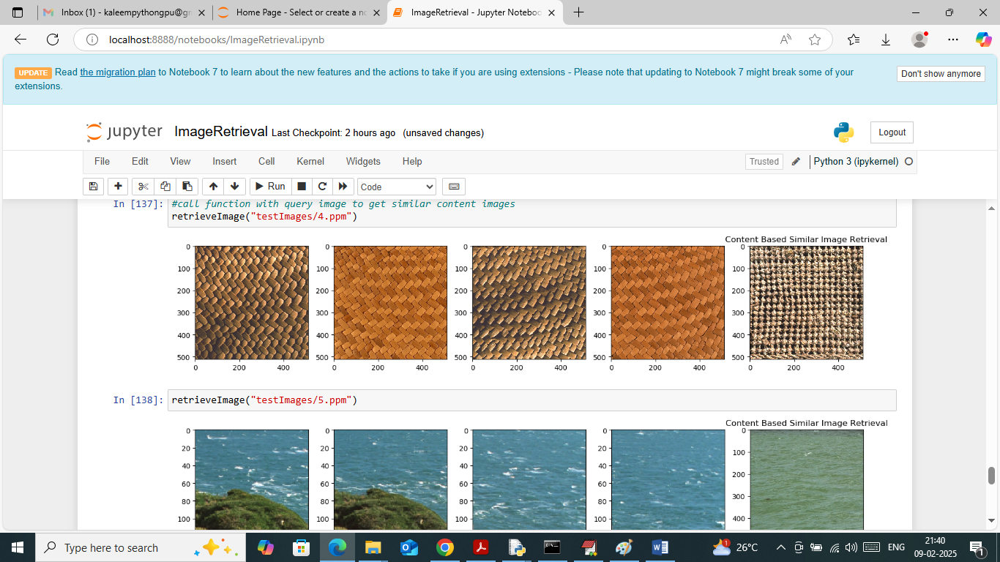 Inbox (1) - kaleempythongpu@gm
Home Page - Select or create a no
ImageRetrieval - Jupyter Noteboo
localhost:8888/notebooks/ImageRetrieval.ipynb
UPDATE Read the migration plan to Notebook 7 to learn about the new features and the actions to take if you are using extensions - Please note that updating to Notebook 7 might break some of your
extensions.
Don't show anymore
jupyter ImageRetrieval Last Checkpoint: 2 hours ago (unsaved changes)
Logout
File Edit View Insert Cell Kernel Widgets Help
Trusted
Python 3 (ipykernel)
Run
Code
In [137]: #call function with query image to get similar content images
retrieveImage("testImages/4.ppm")
Content Based Similar Image Retrieval
0 0 0 0 0
100 100 100 100 100
200 200 200 200 200
300 300 300 300 300
400 400 400 400 400
500 500 500 500 500
0 200 400 0 200 400 0 200 400 0 200 400 0 200 400
In [138]: retrieveImage("testImages/5.ppm")
Content Based Similar Image Retrieval
0 0 0 0 0
20 20 20 20
40 40 40 40
60 60 60 60
80 80 80 80
100 100 100 100
100
200
300
400
Type here to search
1
26°C
ENG
21:40
09-02-2025
1